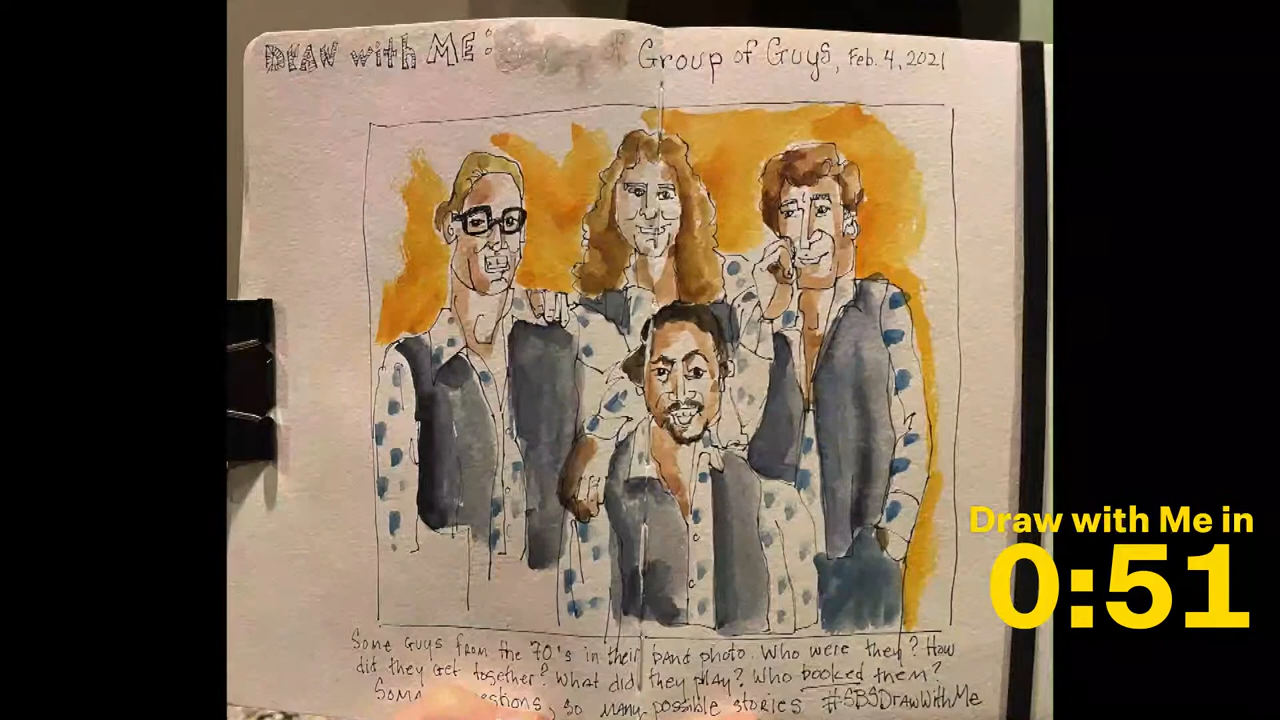 DRAW with ME: Group of Guys, Feb. 4, 2021
Draw with Me in
0:51
Some Guys from the 70's in their band photo. Who were they? How
did they get together? What did they play? Who booked them?
so many possible stories #SBSDrawWithMe